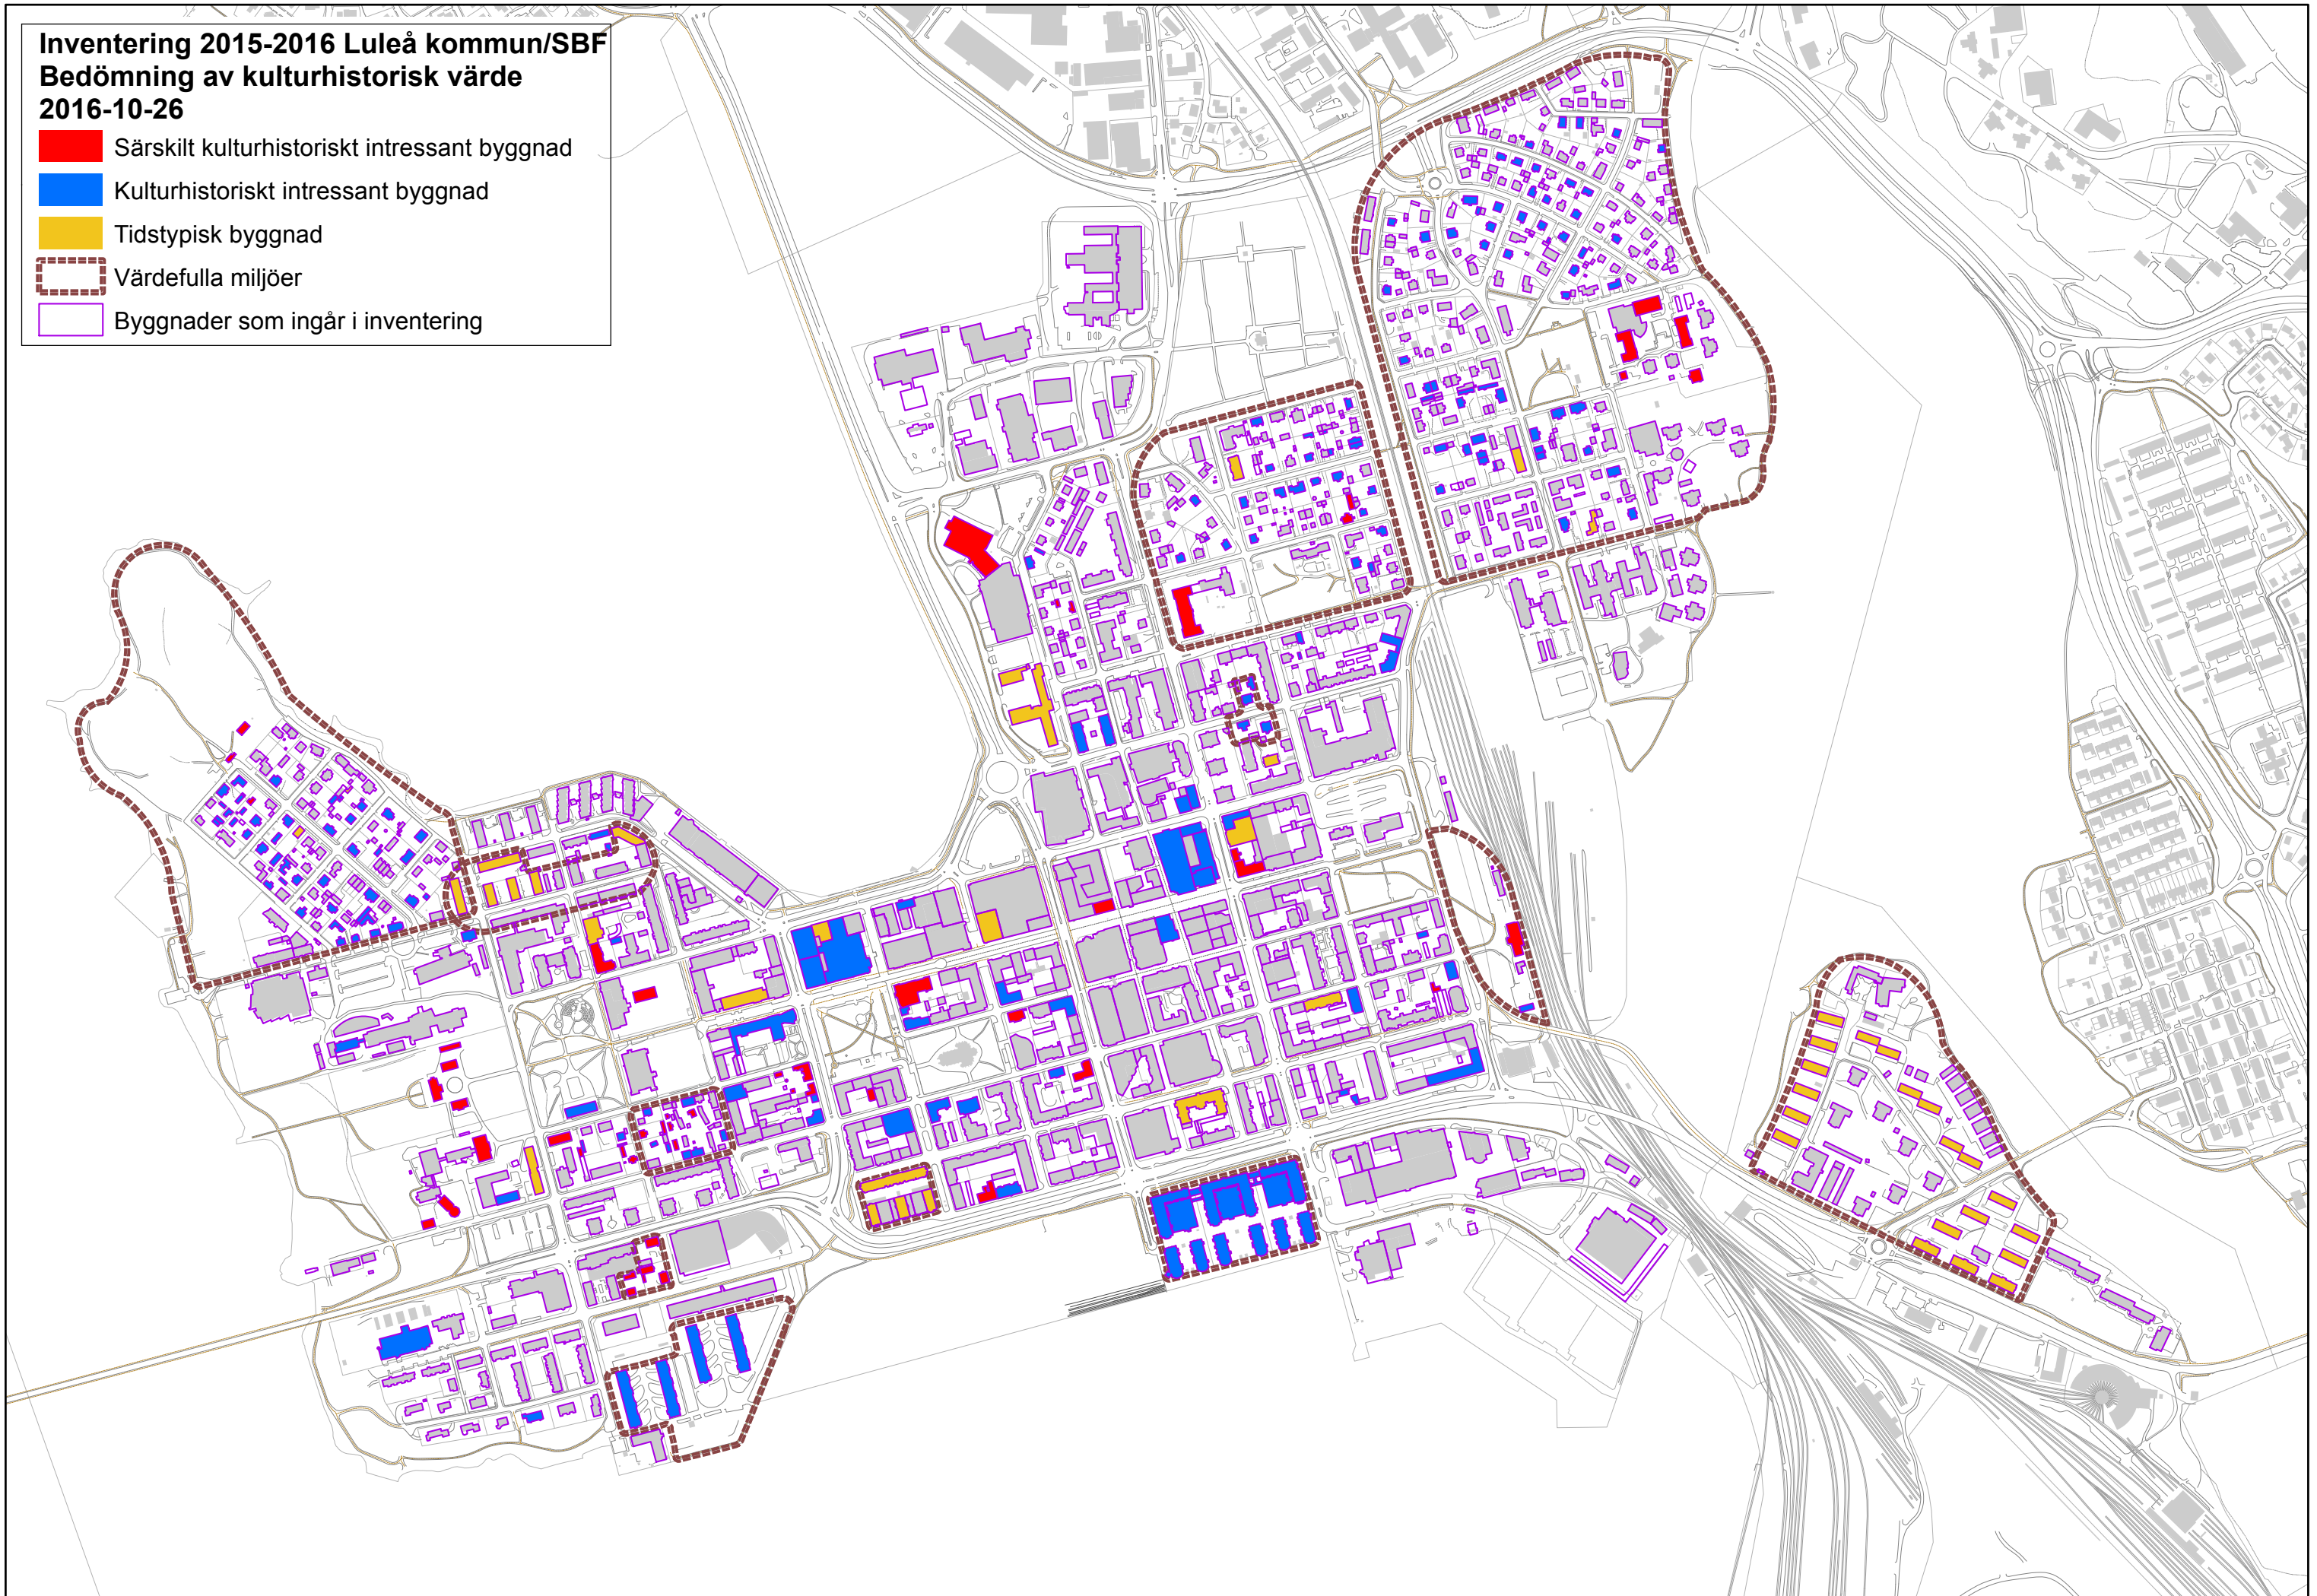 Inventering 2015-2016 Luleå kommun/SBF
Bedömning av kulturhistorisk värde
2016-10-26
Särskilt kulturhistoriskt intressant byggnad
Kulturhistoriskt intressant byggnad
Tidstypisk byggnad
Värdefulla miljöer
Byggnader som ingår i inventering